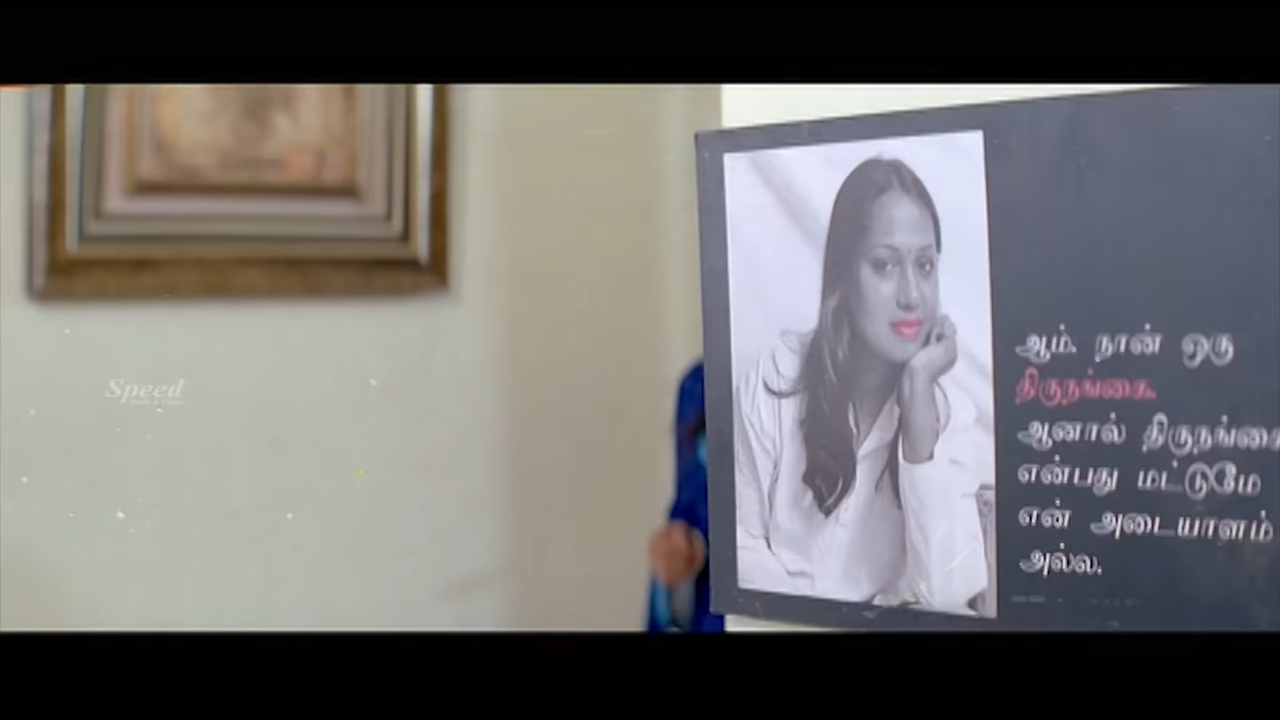 Speed
ஆம். நான் ஒரு
திருநங்கை.
ஆனால் திருநங்கை
என்பது மட்டுமே
என் அடையாளம்
அல்ல.